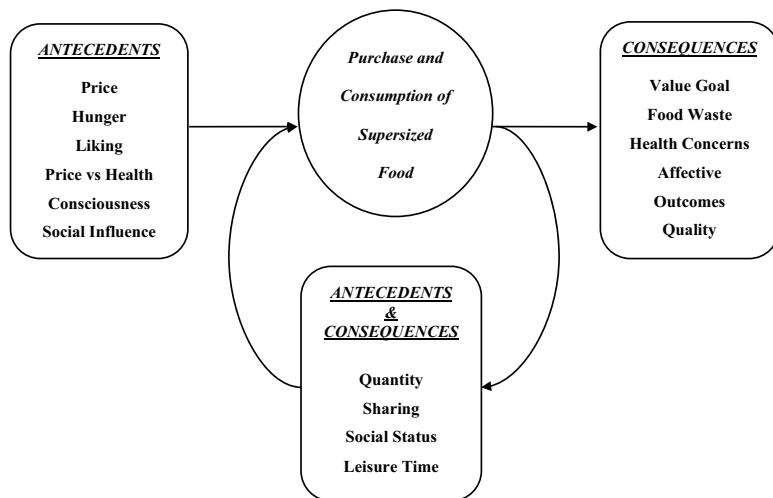 ANTECEDENTS
Price
Hunger
Liking
Price vs Health
Consciousness
Social Influence
Purchase and
Consumption of
Supersized
Food
CONSEQUENCES
Value Goal
Food Waste
Health Concerns
Affective
Outcomes
Quality
ANTECEDENTS
&
CONSEQUENCES
Quantity
Sharing
Social Status
Leisure Time